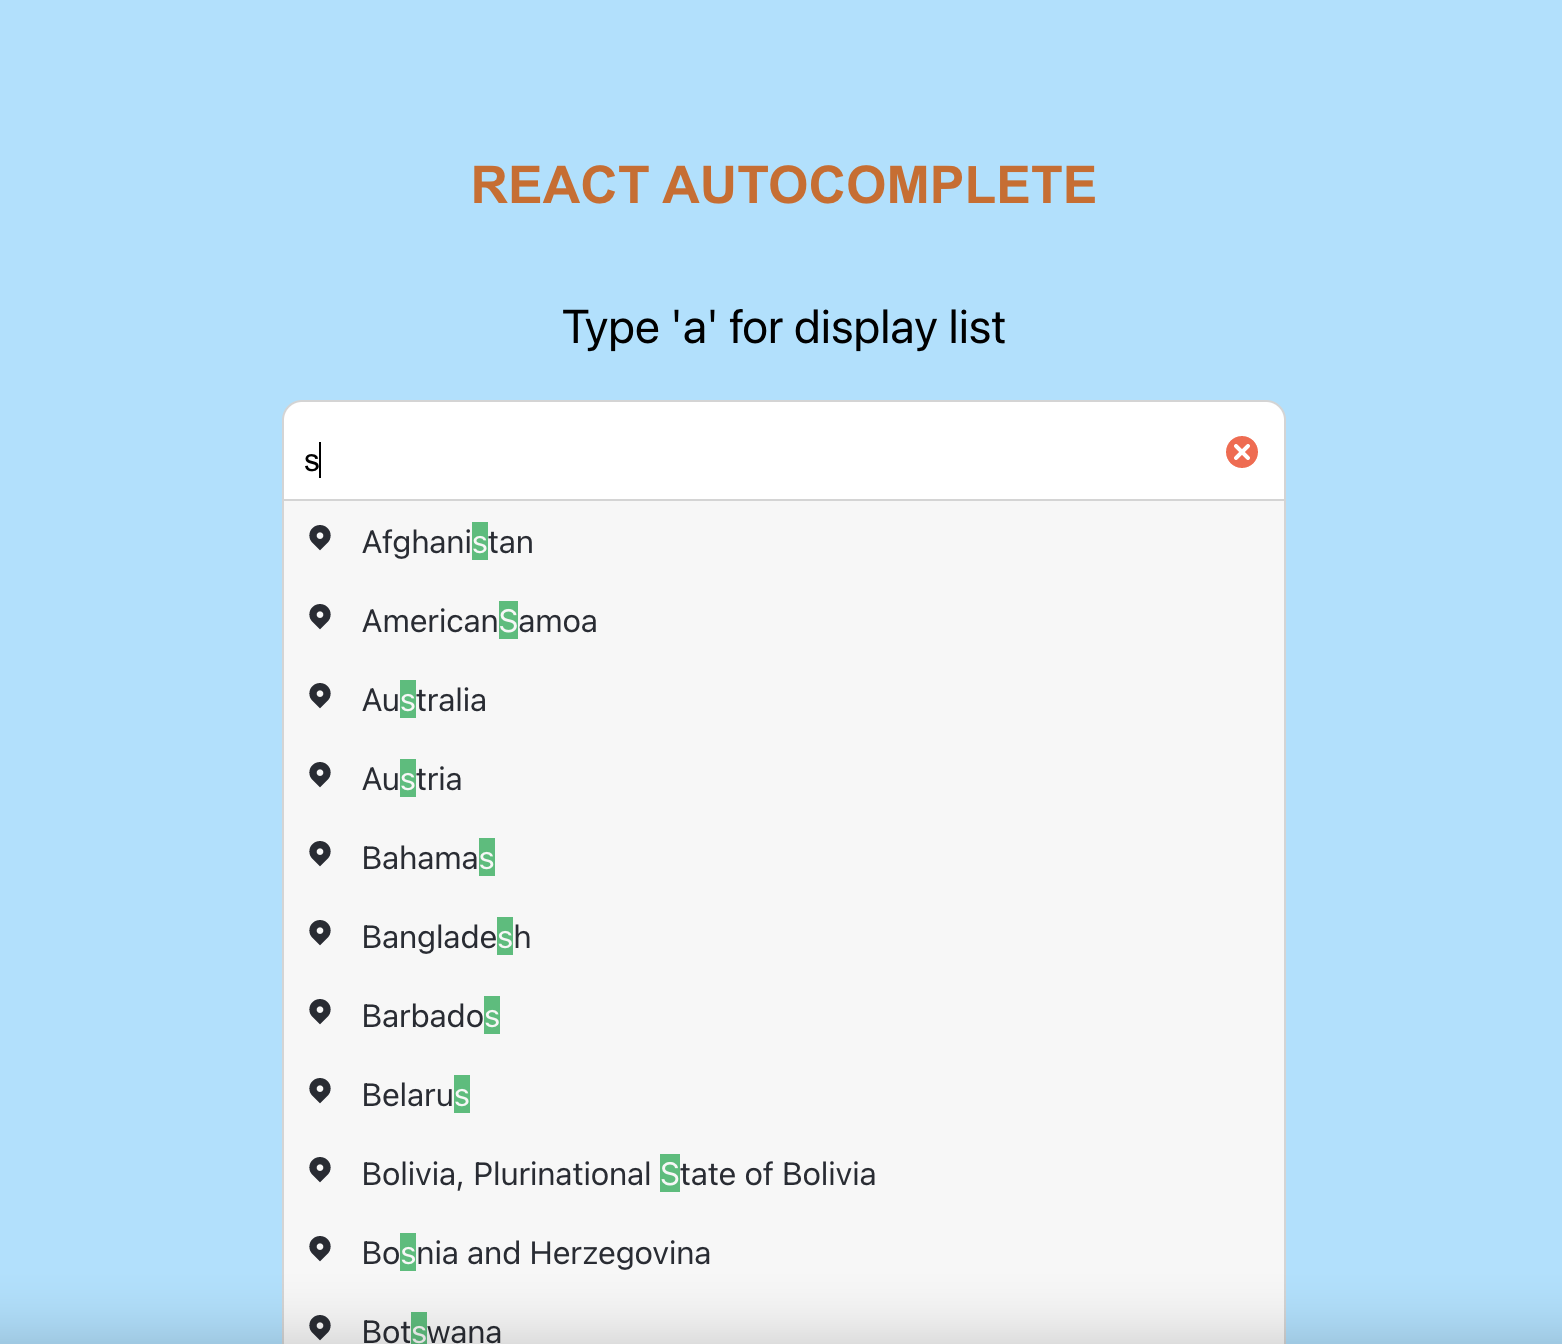 REACT AUTOCOMPLETE
Type 'a' for display list
s
Afghanistan
AmericanSamoa
Australia
Austria
Bahamas
Bangladesh
Barbados
Belarus
Bolivia, Plurinational State of Bolivia
Bosnia and Herzegovina
Botswana